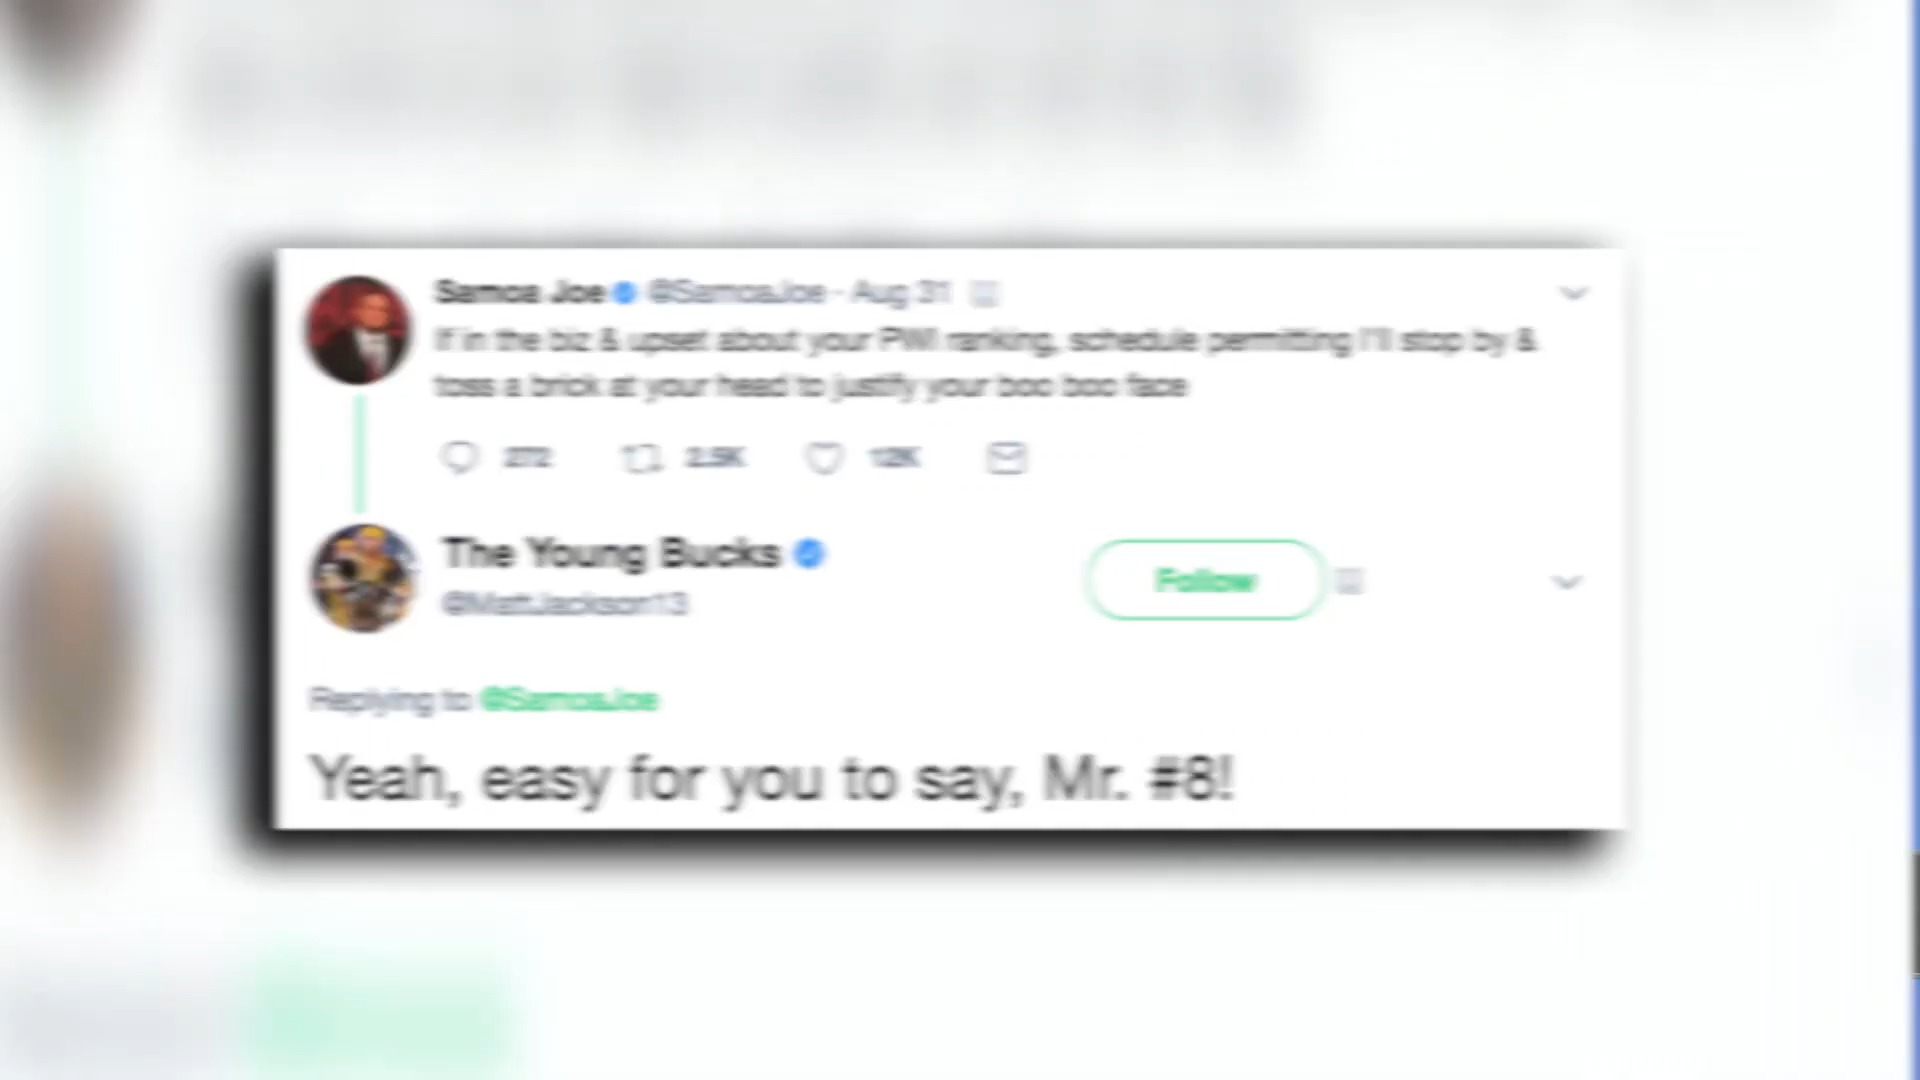 Samoa Joe @SamoaJoe · Aug 31
If in the biz & upset about your PWI ranking, schedule permitting I'll stop by &
toss a brick at your head to justify your boo boo face
272 2.9K 12K
The Young Bucks
@MattJackson13
Follow
Replying to @SamoaJoe
Yeah, easy for you to say, Mr. #8!